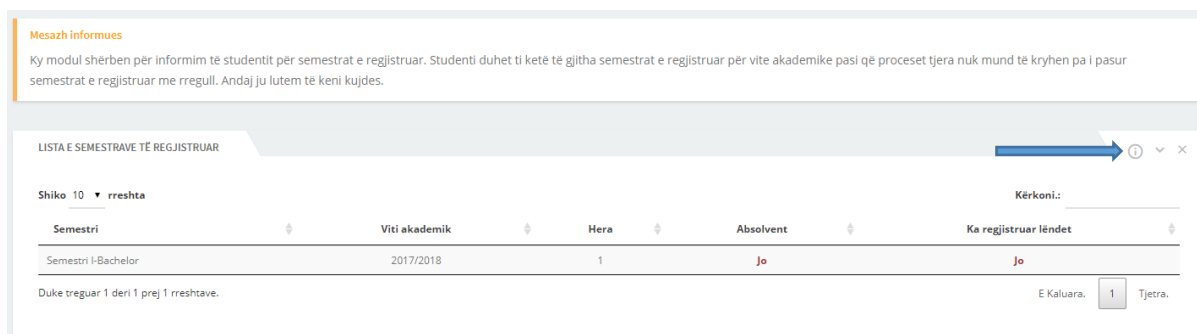 Mesazh informues
Ky modul shërben për informim të studentit për semestrat e regjistruar. Studenti duhet ti ketë të gjitha semestrat e regjistruar për vite akademike pasi që proceset tjera nuk mund të kryhen pa i pasur
semestrat e regjistruar me rregull. Andaj ju lutem të keni kujdes.
LISTA E SEMESTRAVE TË REGJISTRUAR
Shiko 10 rreshta Kërkoni.:
Semestri Viti akademik Hera Absolvent Ka regjistruar lëndet
Semestri I-Bachelor 2017/2018 1 Jo Jo
Duke treguar 1 deri 1 prej 1 rreshtave. E Kaluara. 1 Tjetra.